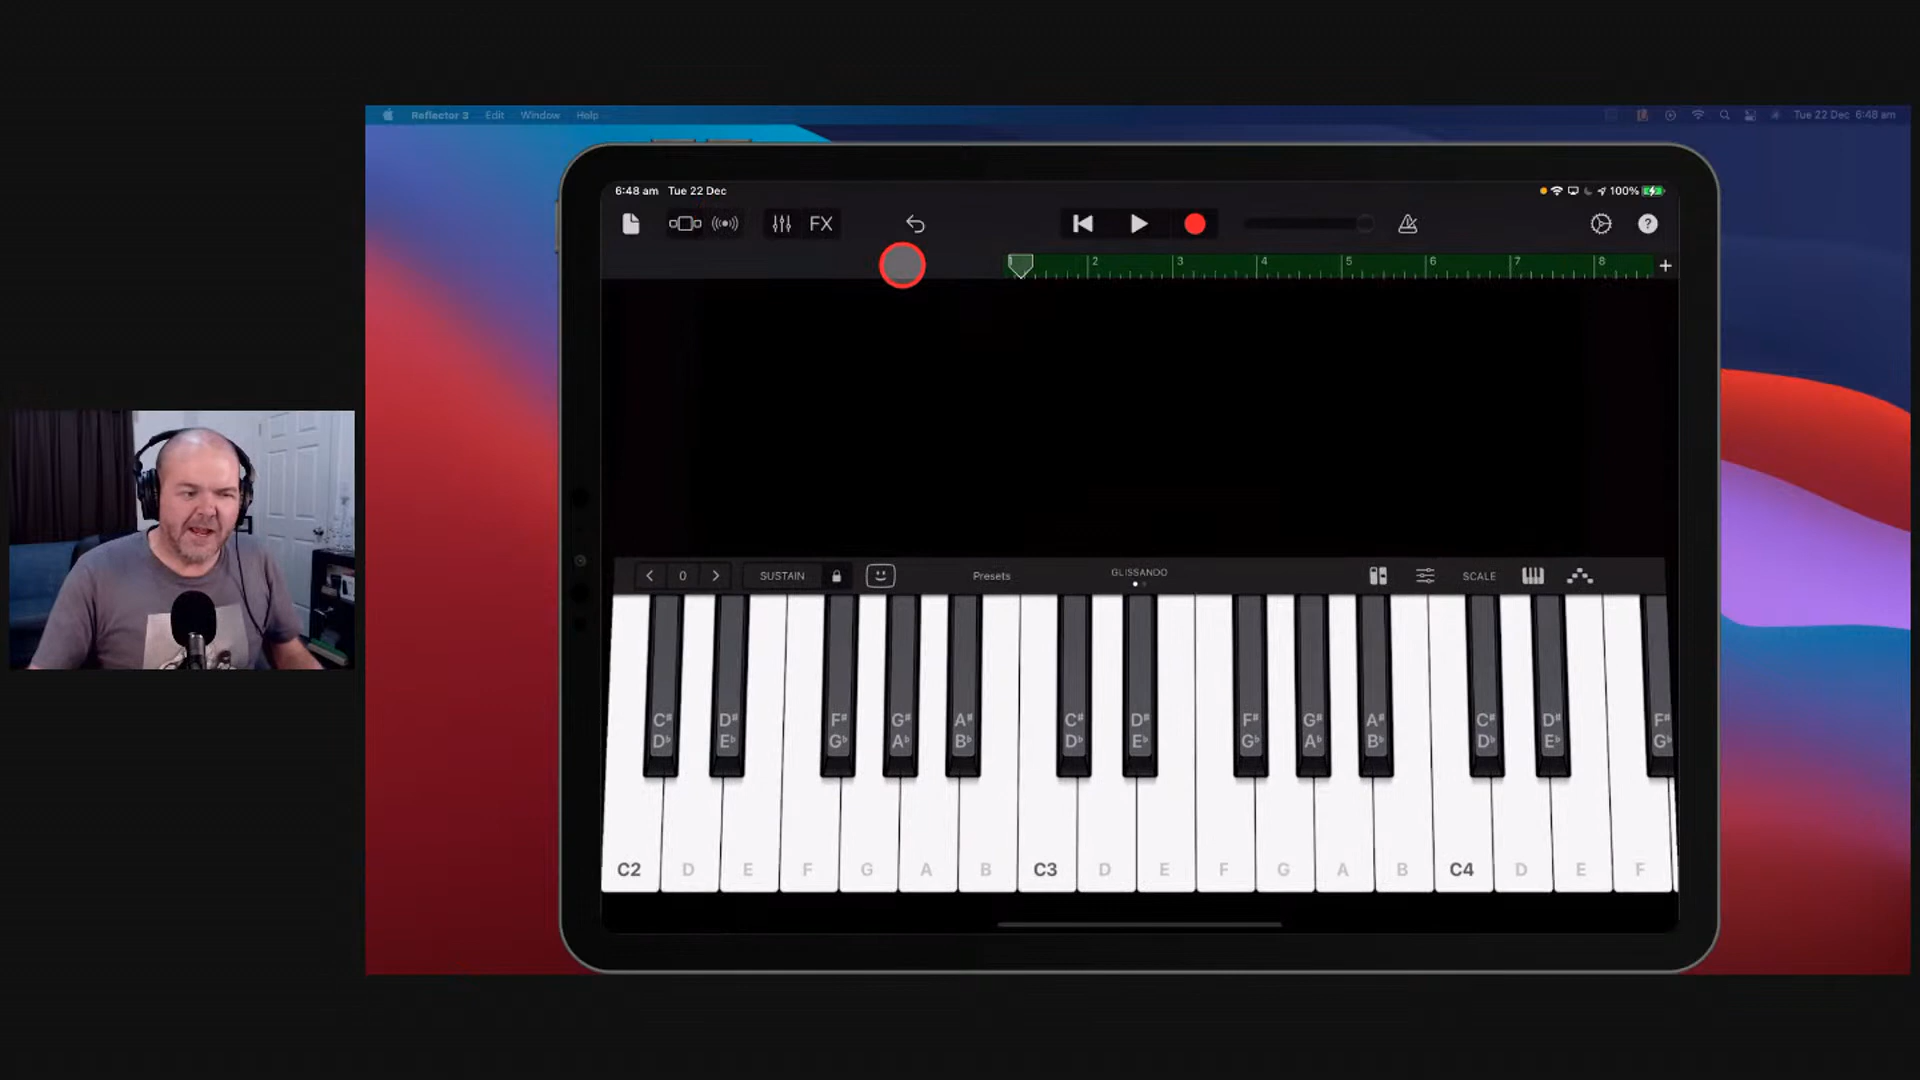 Reflector 3 Edit Window Help
Tue 22 Dec 6:48 am
6:48 am Tue 22 Dec
100%
FX
?
1 2 3 4 5 6 7 8 +
0 SUSTAIN Presets GLISSANDO SCALE
C# D# F# G# A# C# D# F# G# A# C# D# F#
D♭ E♭ G♭ A♭ B♭ D♭ E♭ G♭ A♭ B♭ D♭ E♭ G♭
C2 D E F G A B C3 D E F G A B C4 D E F